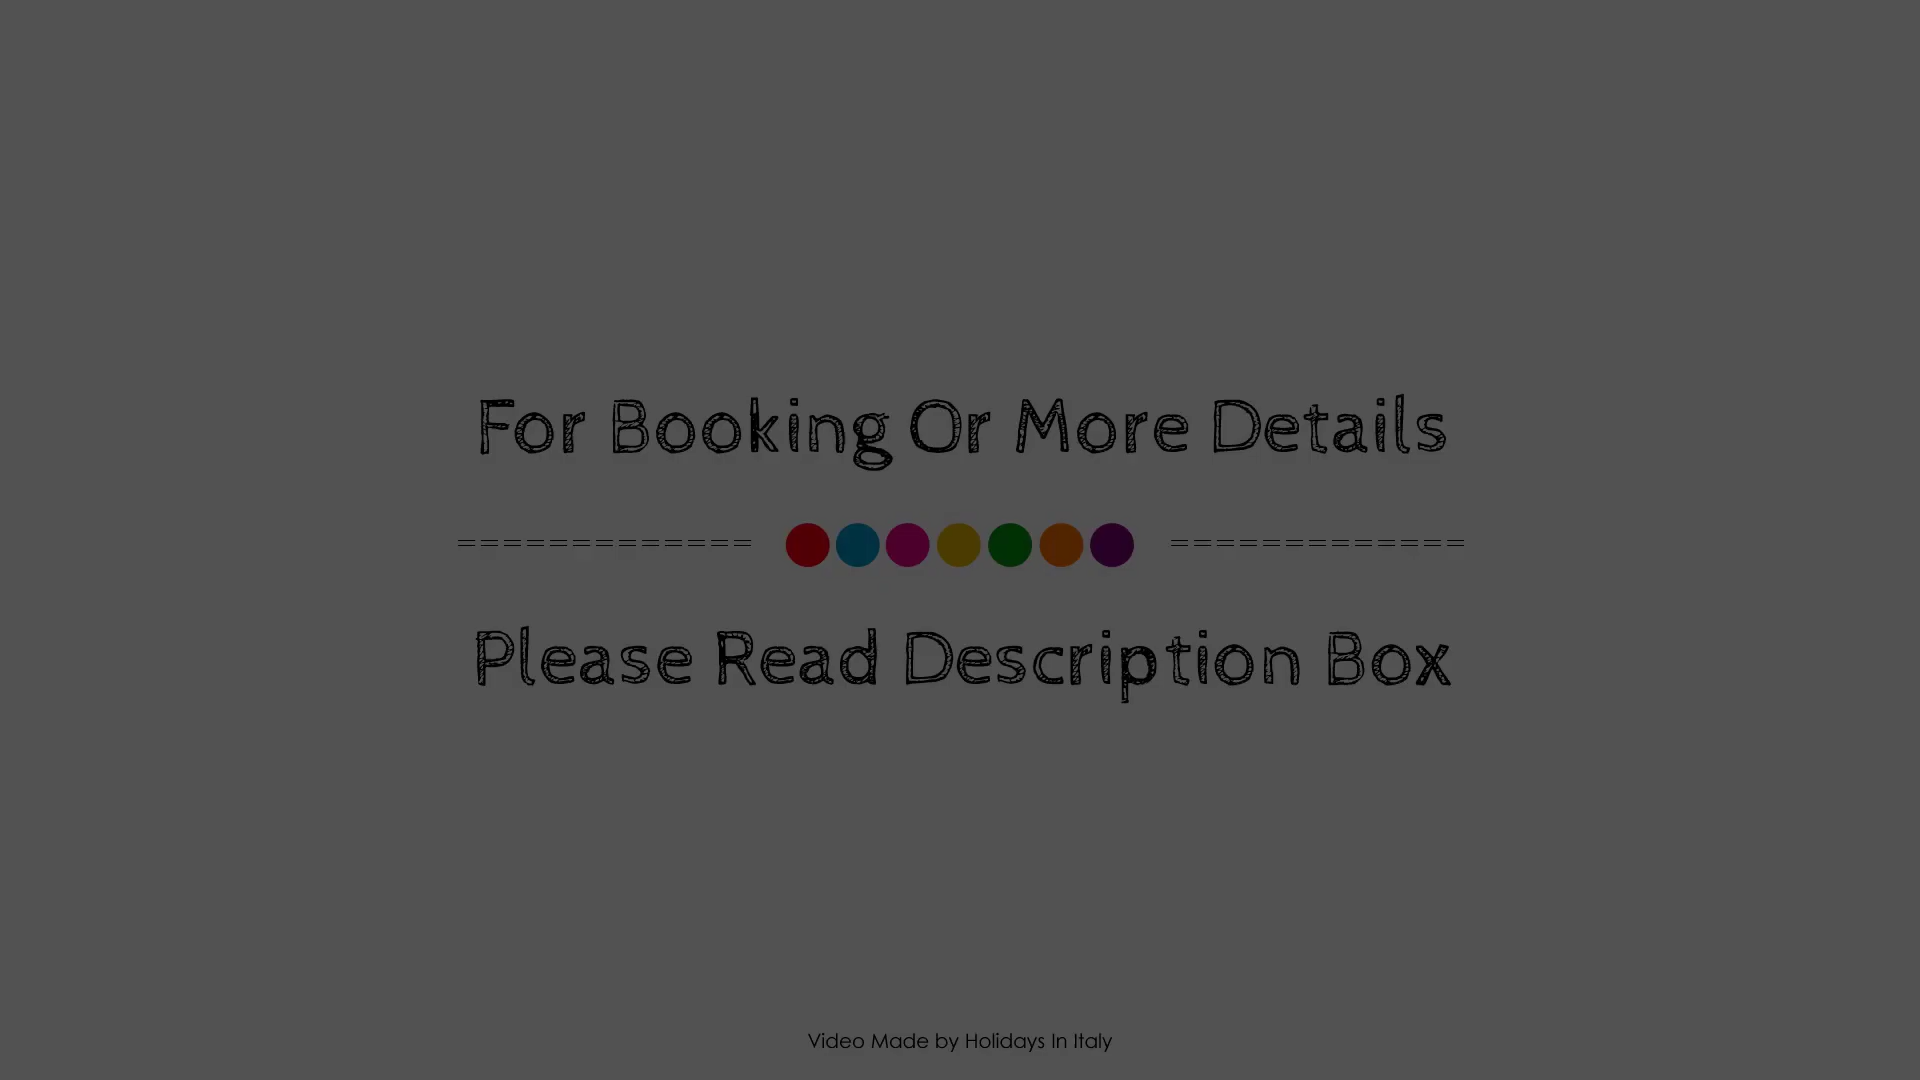 For Booking Or More Details
============= =============
Please Read Description Box
Video Made by Holidays In Italy